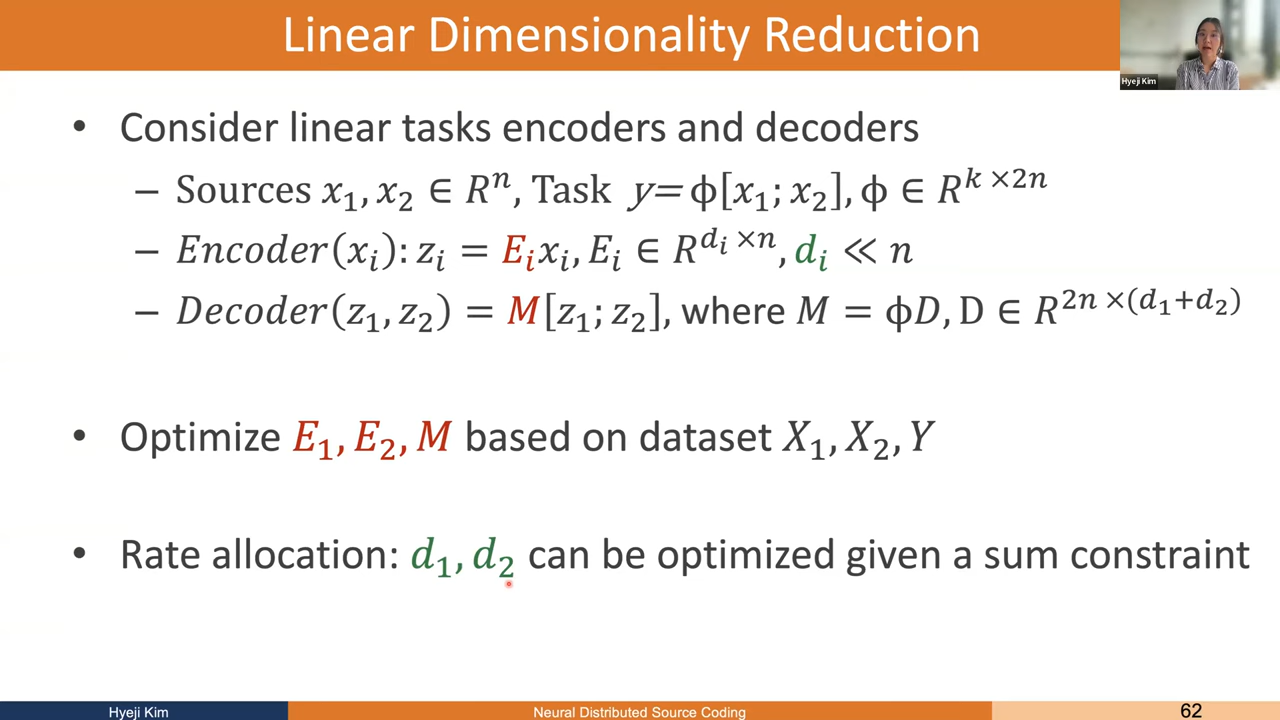 Linear Dimensionality Reduction
Hyeji Kim
• Consider linear tasks encoders and decoders
– Sources x₁, x₂ ∈ Rⁿ, Task y= ϕ[x₁; x₂], ϕ ∈ R^{k ×2n}
– Encoder(xᵢ): zᵢ = Eᵢxᵢ, Eᵢ ∈ R^{dᵢ ×n}, dᵢ ≪ n
– Decoder(z₁, z₂) = M[z₁; z₂], where M = ϕD, D ∈ R^{2n ×(d₁+d₂)}
• Optimize E₁, E₂, M based on dataset X₁, X₂, Y
• Rate allocation: d₁, d₂ can be optimized given a sum constraint
Hyeji Kim
Neural Distributed Source Coding
62